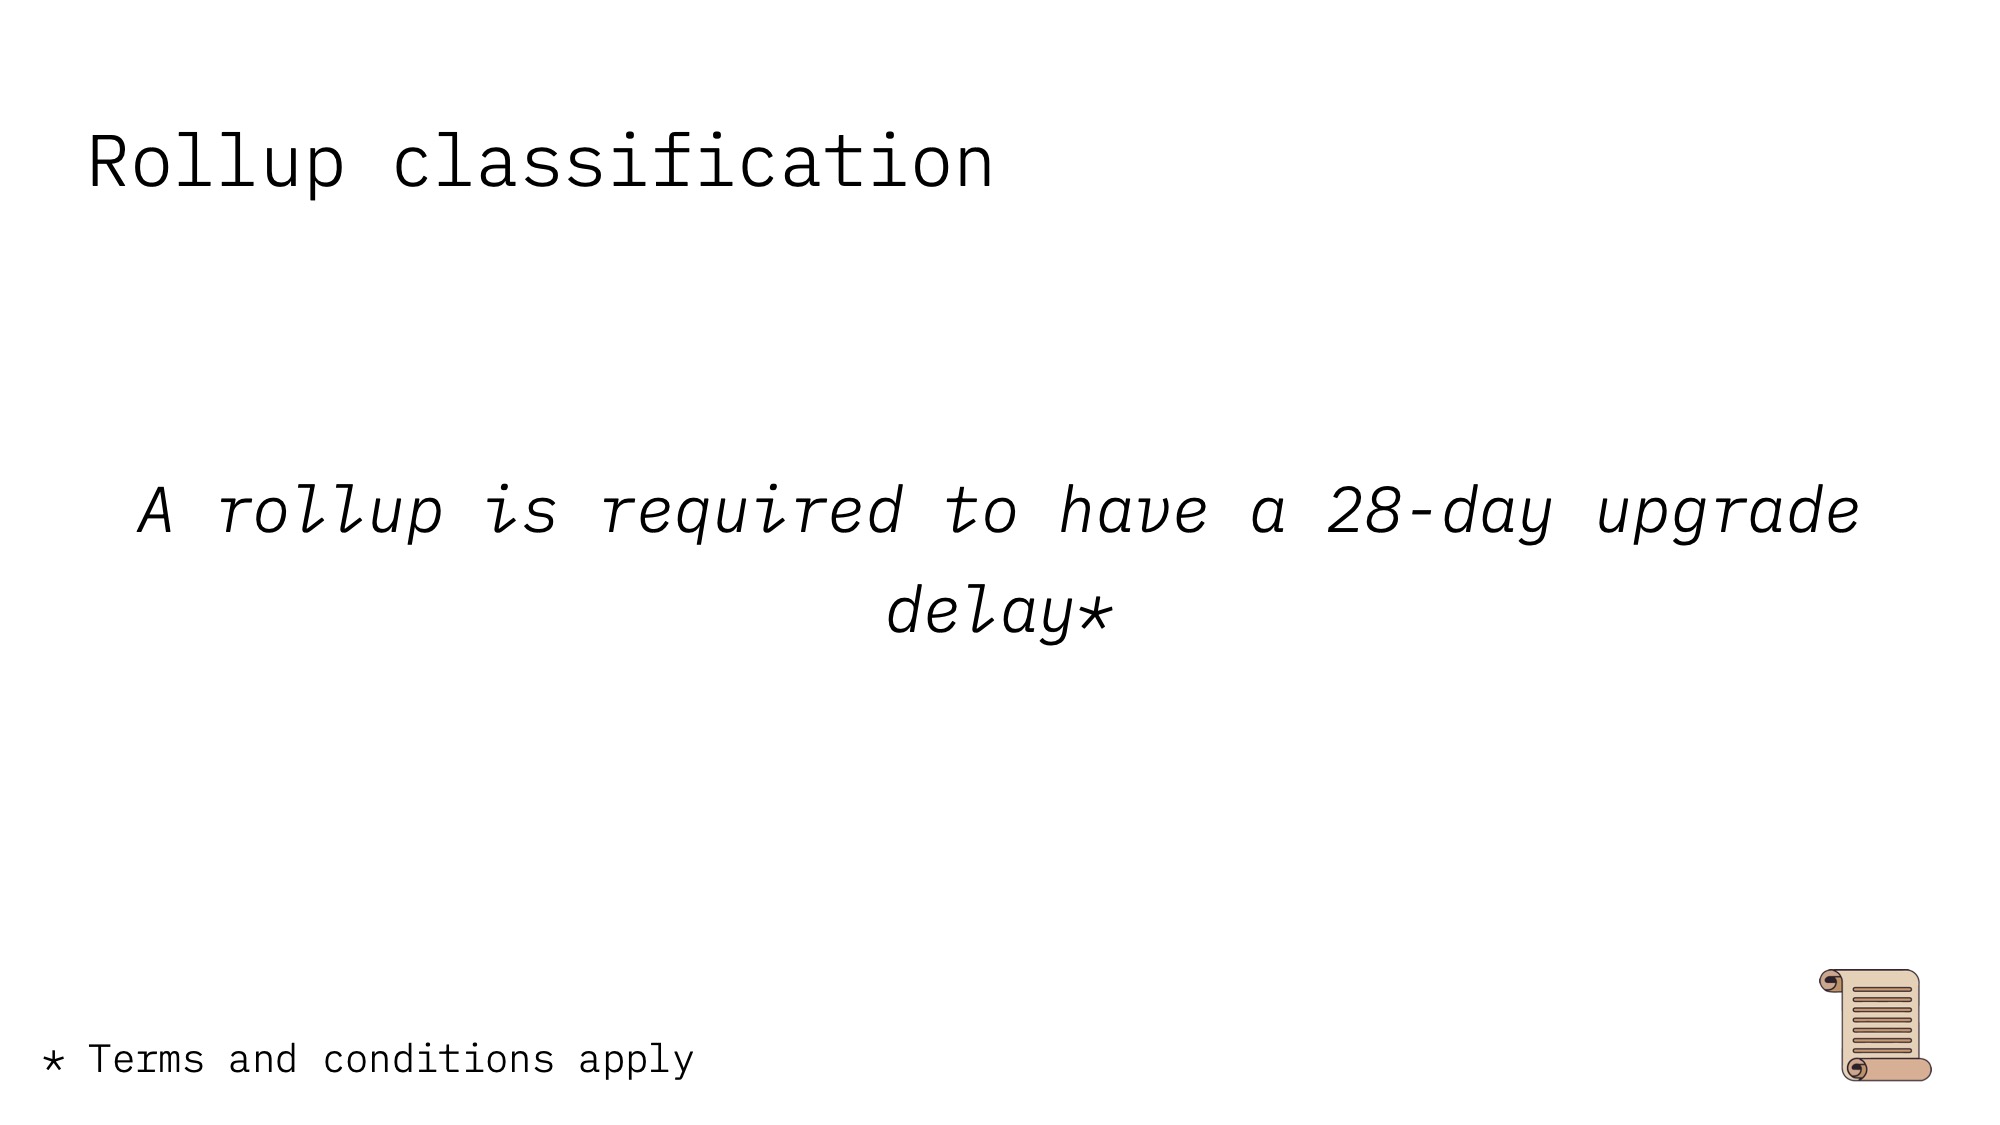 Rollup classification
A rollup is required to have a 28-day upgrade
delay*
* Terms and conditions apply